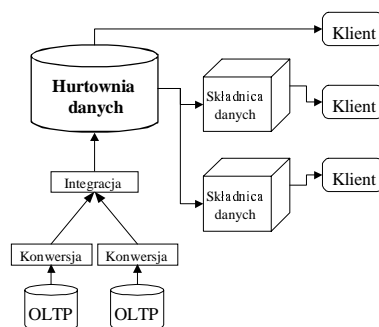 Klient
Hurtownia
danych
Składnica
danych
Klient
Składnica
danych
Klient
Integracja
Konwersja
Konwersja
OLTP
OLTP